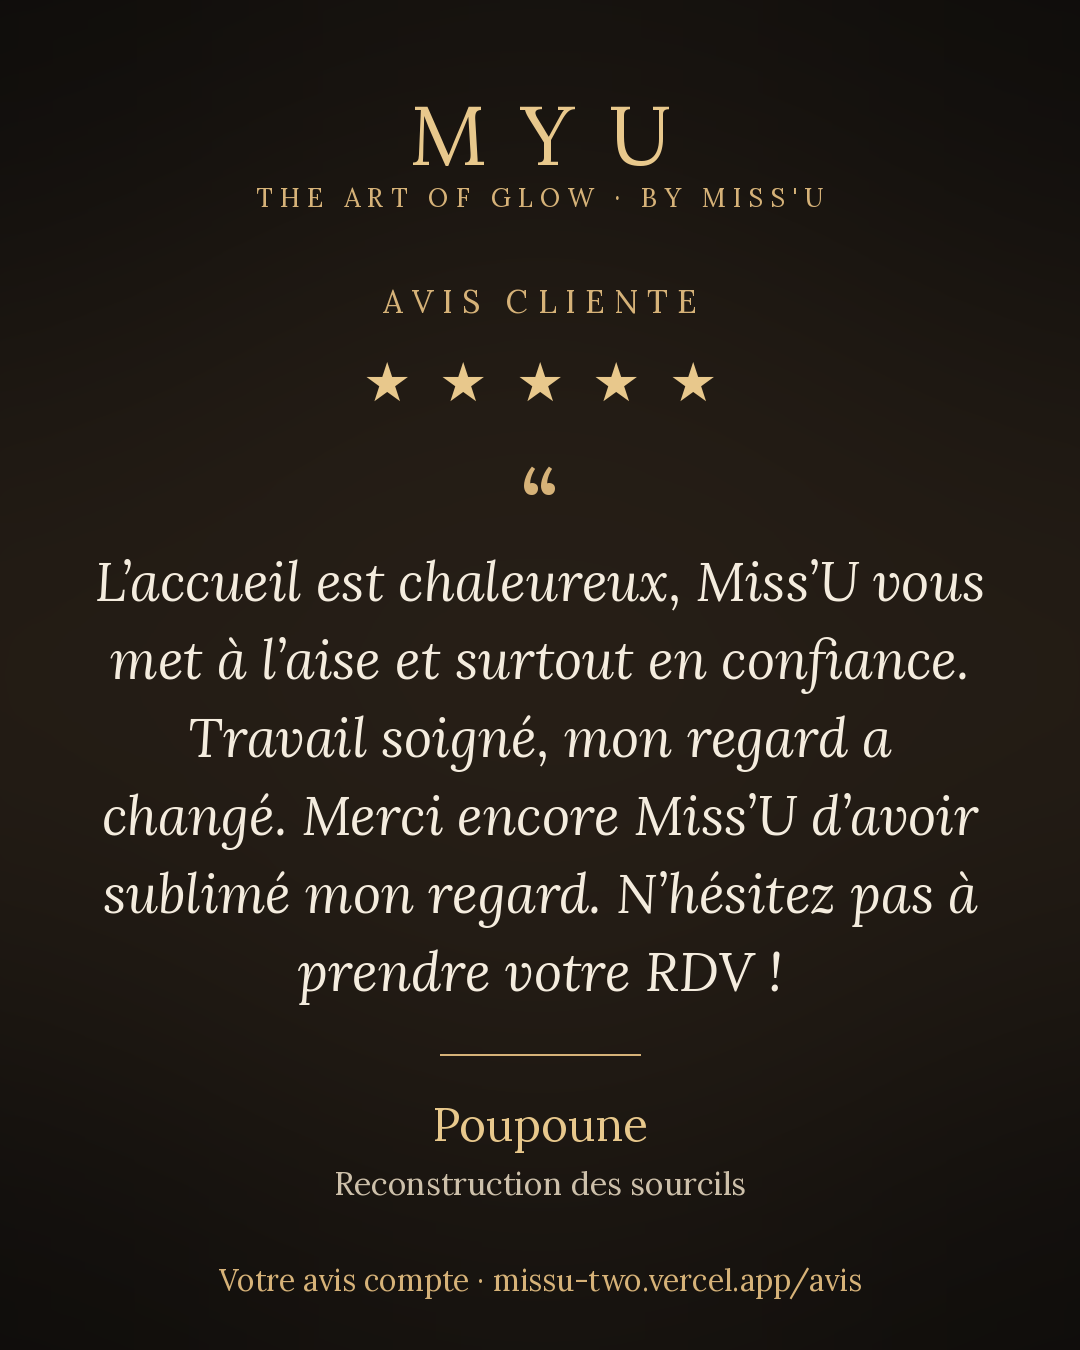 MYU
THE ART OF GLOW · BY MISS'U
AVIS CLIENTE
★ ★ ★ ★ ★
“
L’accueil est chaleureux, Miss’U vous
met à l’aise et surtout en confiance.
Travail soigné, mon regard a
changé. Merci encore Miss’U d’avoir
sublimé mon regard. N’hésitez pas à
prendre votre RDV !
Poupoune
Reconstruction des sourcils
Votre avis compte · missu-two.vercel.app/avis